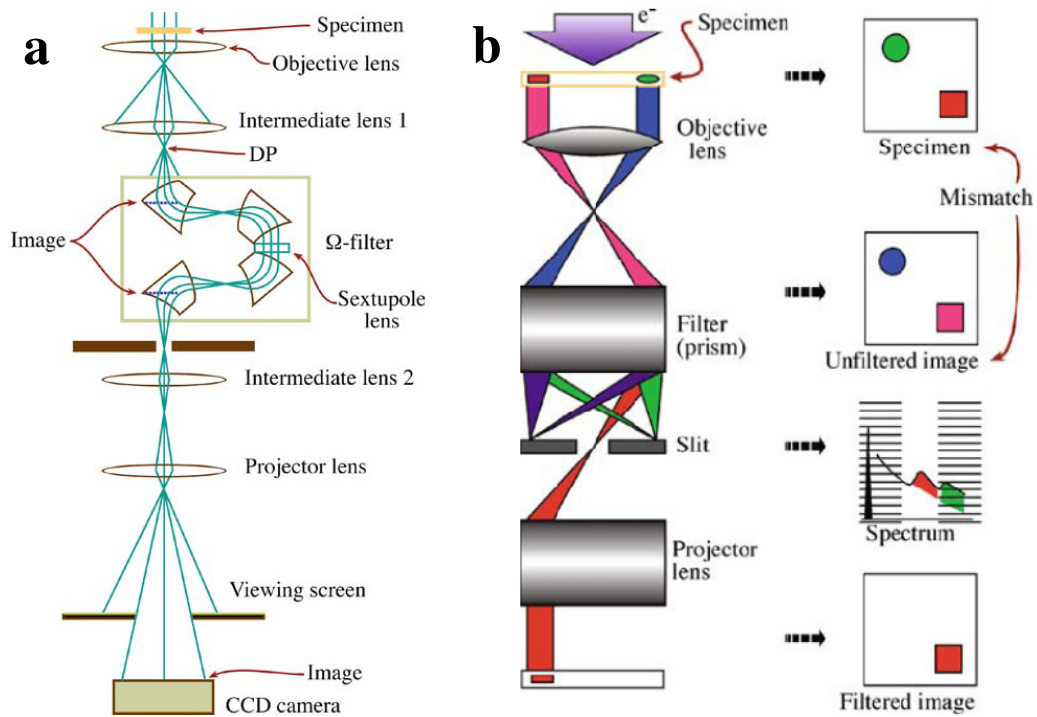 a
Specimen
Objective lens
Intermediate lens 1
DP
Image
Ω-filter
Sextupole
lens
Intermediate lens 2
Projector lens
Viewing screen
Image
CCD camera
b
e-
Specimen
Objective
lens
Specimen
Mismatch
Filter
(prism)
Unfiltered image
Slit
Spectrum
Projector
lens
Filtered image